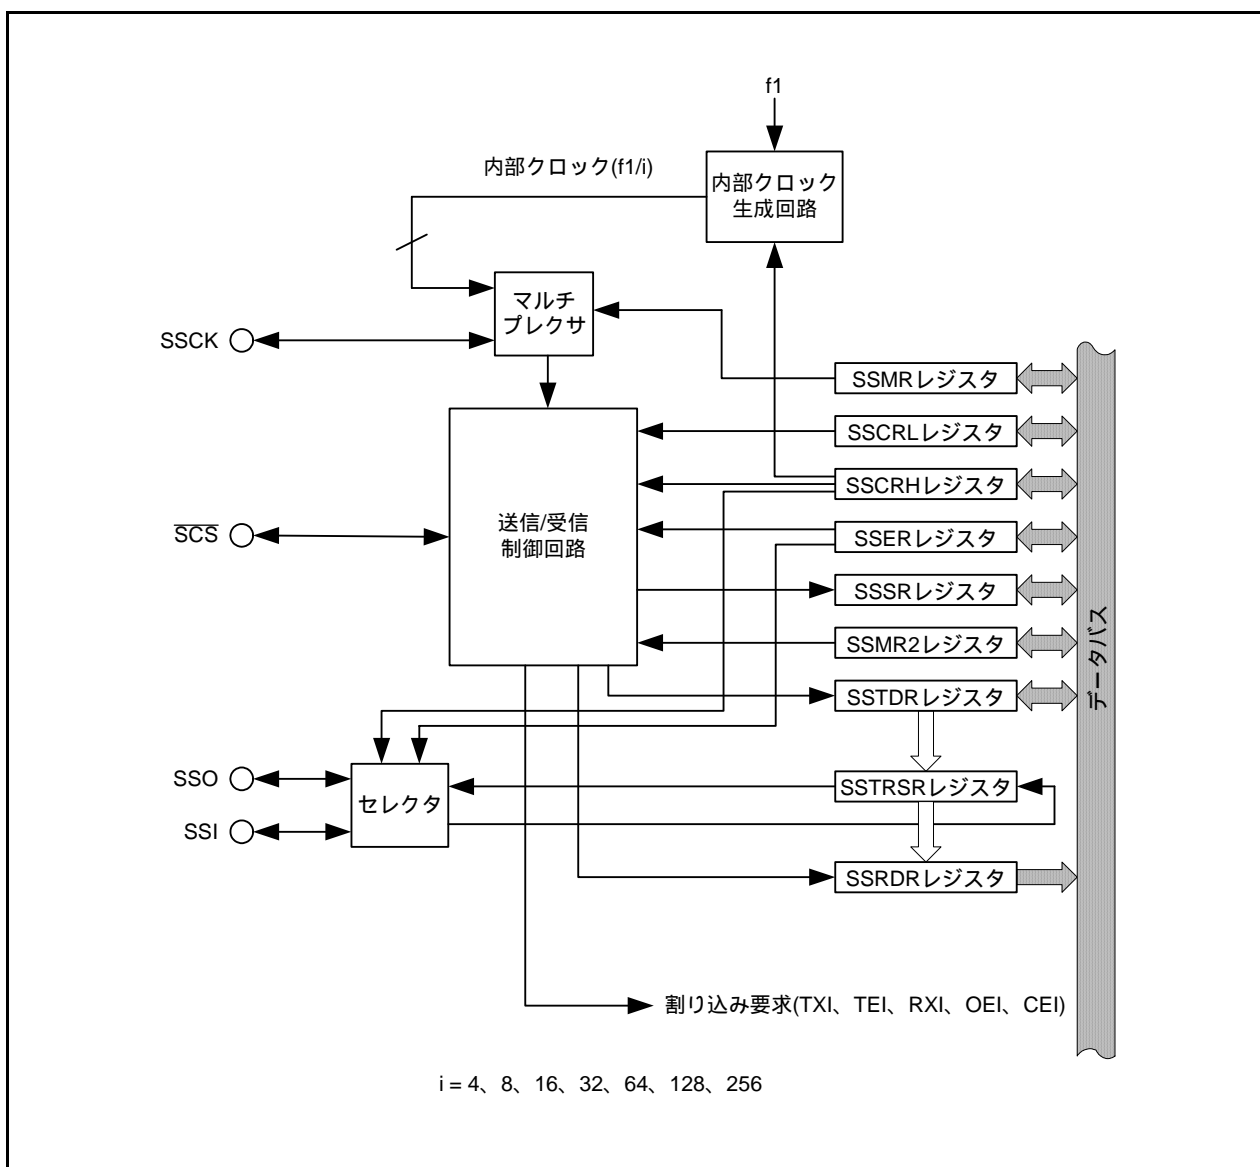 f1
内部クロック(f1/i)
内部クロック
生成回路
マルチ
プレクサ
SSCK
SSMRレジスタ
SSCRLレジスタ
SSCRHレジスタ
送信/受信
制御回路
SCS
SSERレジスタ
SSSRレジスタ
SSMR2レジスタ
データバス
SSTDRレジスタ
SSO
セレクタ
SSTRSRレジスタ
SSI
SSRDRレジスタ
割り込み要求(TXI、TEI、RXI、OEI、CEI)
i = 4、8、16、32、64、128、256